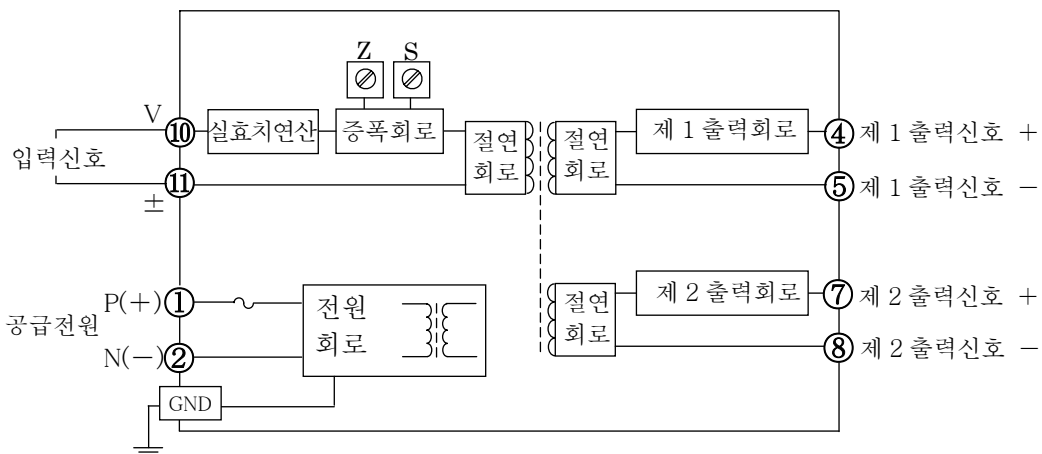 Z
S
V
⑩
실효치연산
증폭회로
절연
회로
절연
회로
제 1 출력회로
④
제 1 출력신호 +
입력신호
⑪
±
⑤
제 1 출력신호 −
P(+)
①
전원
회로
절연
회로
제 2 출력회로
⑦
제 2 출력신호 +
공급전원
N(−)
②
⑧
제 2 출력신호 −
GND